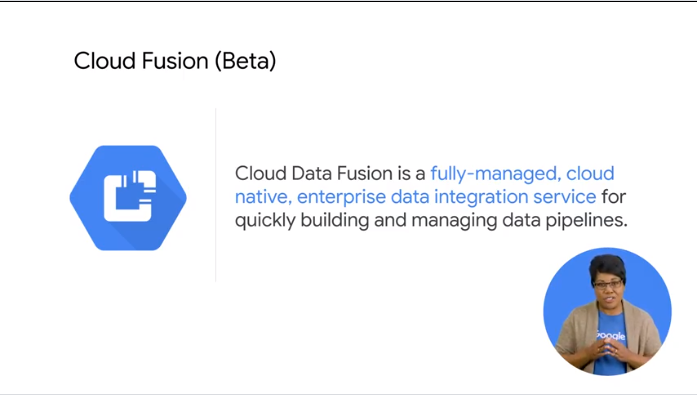 Cloud Fusion (Beta)
Cloud Data Fusion is a fully-managed, cloud
native, enterprise data integration service for
quickly building and managing data pipelines.
Google